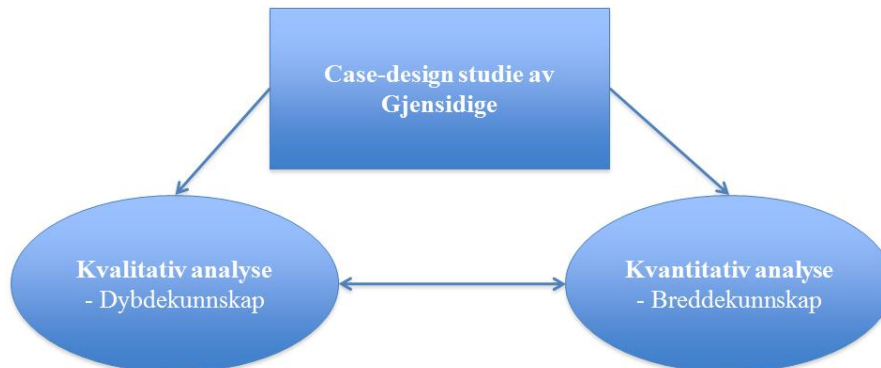 Case-design studie av
Gjensidige
Kvalitativ analyse
- Dybdekunnskap
Kvantitativ analyse
- Breddekunnskap